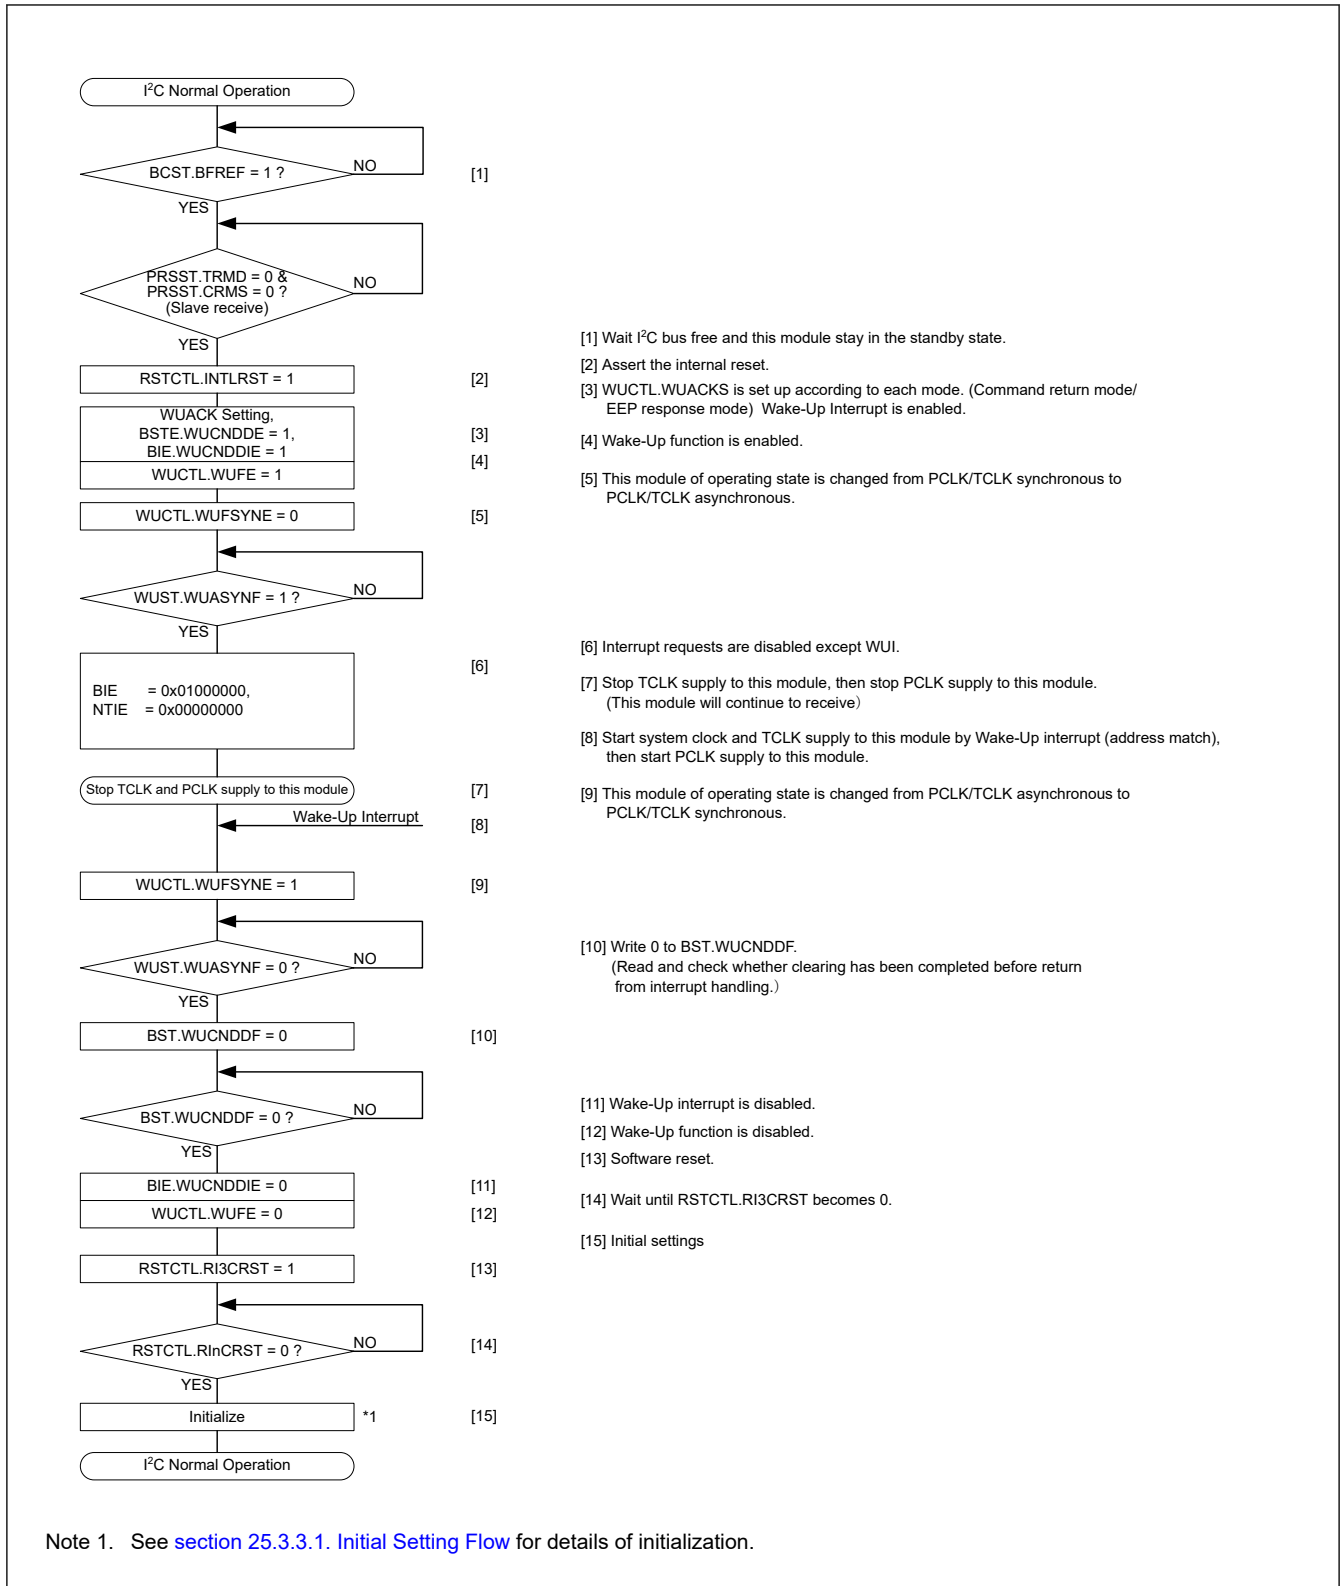 I²C Normal Operation
BCST.BFREF = 1 ?
NO
[1]
YES
PRSST.TRMD = 0 &
PRSST.CRMS = 0 ?
(Slave receive)
NO
YES
[1] Wait I²C bus free and this module stay in the standby state.
[2] Assert the internal reset.
[3] WUCTL.WUACKS is set up according to each mode. (Command return mode/
EEP response mode)  Wake-Up Interrupt is enabled.
[4] Wake-Up function is enabled.
[5] This module of operating state is changed from PCLK/TCLK synchronous to
PCLK/TCLK asynchronous.
RSTCTL.INTLRST = 1
[2]
WUACK Setting,
BSTE.WUCNDDE = 1,
BIE.WUCNDDIE = 1
[3]
WUCTL.WUFE = 1
[4]
WUCTL.WUFSYNE = 0
[5]
WUST.WUASYNF = 1 ?
NO
YES
BIE = 0x01000000,
NTIE = 0x00000000
[6]
[6] Interrupt requests are disabled except WUI.
[7] Stop TCLK supply to this module, then stop PCLK supply to this module.
(This module will continue to receive）
[8] Start system clock and TCLK supply to this module by Wake-Up interrupt (address match),
then start PCLK supply to this module.
[9] This module of operating state is changed from PCLK/TCLK asynchronous to
PCLK/TCLK synchronous.
Stop TCLK and PCLK supply to this module
[7]
Wake-Up Interrupt
[8]
WUCTL.WUFSYNE = 1
[9]
WUST.WUASYNF = 0 ?
NO
YES
[10] Write 0 to BST.WUCNDDF.
(Read and check whether clearing has been completed before return
from interrupt handling.）
BST.WUCNDDF = 0
[10]
BST.WUCNDDF = 0 ?
NO
YES
[11] Wake-Up interrupt is disabled.
[12] Wake-Up function is disabled.
[13] Software reset.
[14] Wait until RSTCTL.RI3CRST becomes 0.
[15] Initial settings
BIE.WUCNDDIE = 0
[11]
WUCTL.WUFE = 0
[12]
RSTCTL.RI3CRST = 1
[13]
RSTCTL.RInCRST = 0 ?
NO
[14]
YES
Initialize
*1
[15]
I²C Normal Operation
Note 1. See section 25.3.3.1. Initial Setting Flow for details of initialization.